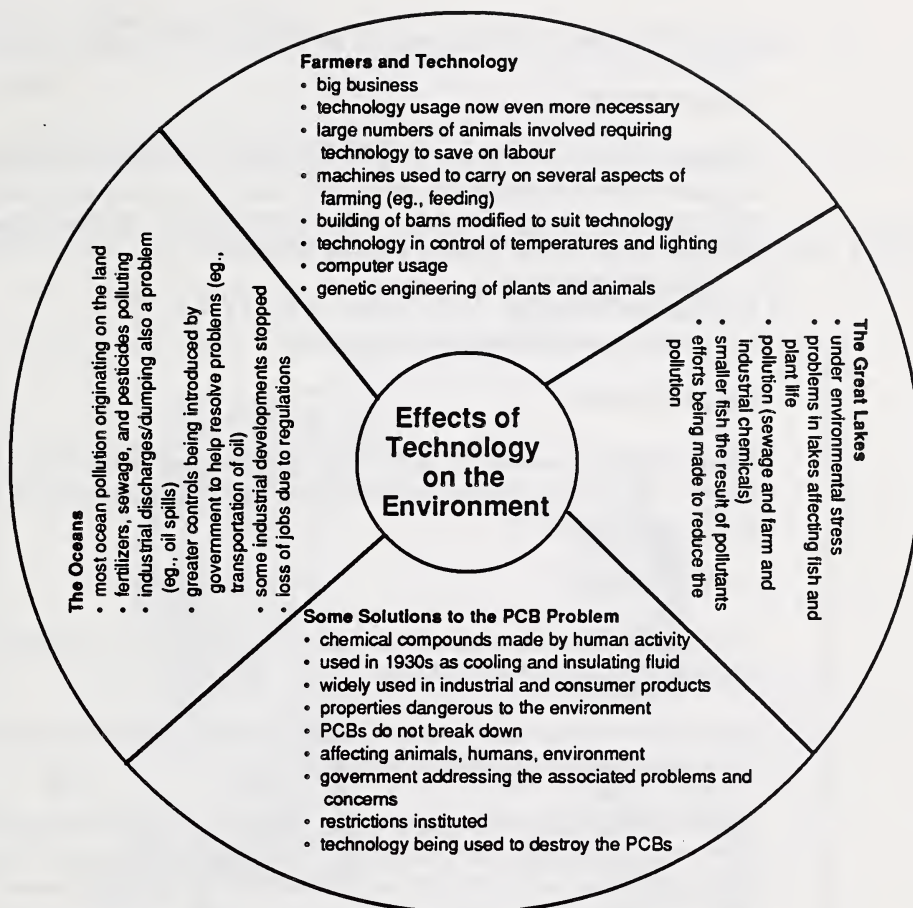 Farmers and Technology
• big business
• technology usage now even more necessary
• large numbers of animals involved requiring
technology to save on labour
• machines used to carry on several aspects of
farming (eg., feeding)
• building of barns modified to suit technology
• technology in control of temperatures and lighting
• computer usage
• genetic engineering of plants and animals
The Great Lakes
• under environmental stress
• problems in lakes affecting fish and
plant life
• pollution (sewage and farm and
industrial chemicals)
• smaller fish the result of pollutants
• efforts being made to reduce the
pollution
Effects of
Technology
on the
Environment
The Oceans
• most ocean pollution originating on the land
• fertilizers, sewage, and pesticides polluting
• industrial discharges/dumping also a problem
(eg., oil spills)
• greater controls being introduced by
government to help resolve problems (eg.,
transportation of oil)
• some industrial developments stopped
• loss of jobs due to regulations
Some Solutions to the PCB Problem
• chemical compounds made by human activity
• used in 1930s as cooling and insulating fluid
• widely used in industrial and consumer products
• properties dangerous to the environment
• PCBs do not break down
• affecting animals, humans, environment
• government addressing the associated problems and
concerns
• restrictions instituted
• technology being used to destroy the PCBs